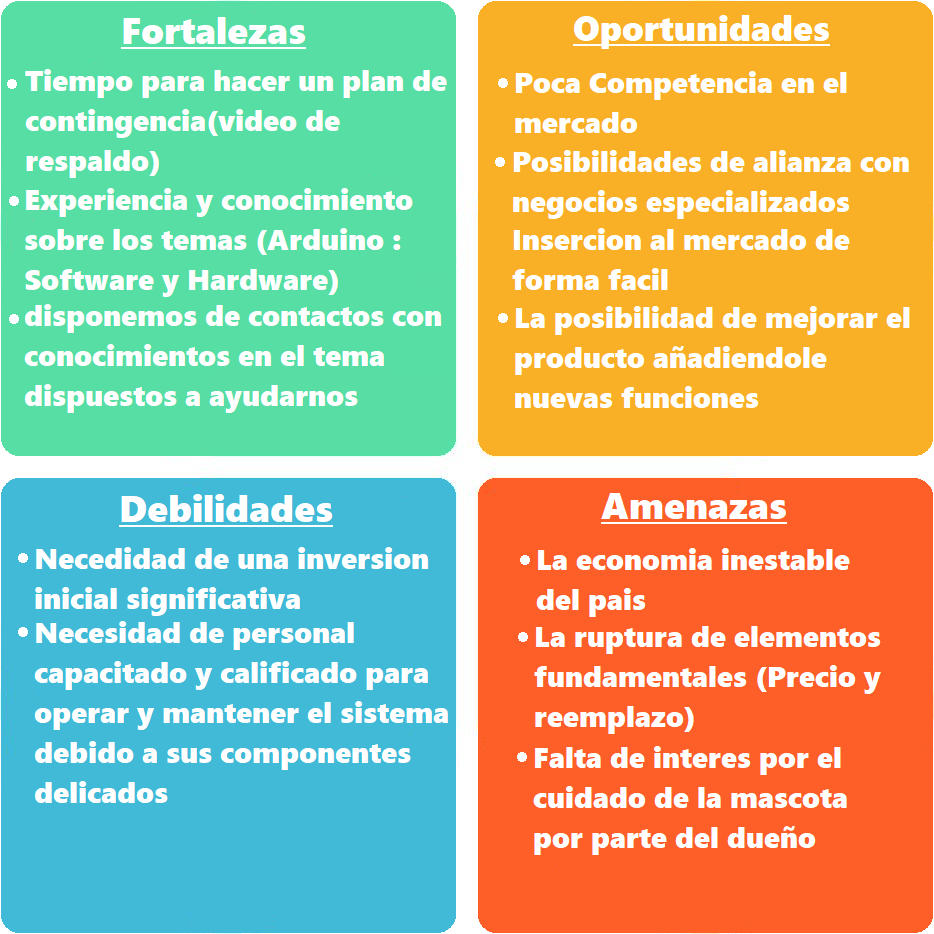 Fortalezas
• Tiempo para hacer un plan de
contingencia(video de
respaldo)
• Experiencia y conocimiento
sobre los temas (Arduino :
Software y Hardware)
• disponemos de contactos con
conocimientos en el tema
dispuestos a ayudarnos
Oportunidades
• Poca Competencia en el
mercado
• Posibilidades de alianza con
negocios especializados
Insercion al mercado de
forma facil
• La posibilidad de mejorar el
producto añadiendole
nuevas funciones
Debilidades
• Necedidad de una inversion
inicial significativa
• Necesidad de personal
capacitado y calificado para
operar y mantener el sistema
debido a sus componentes
delicados
Amenazas
• La economia inestable
del pais
• La ruptura de elementos
fundamentales (Precio y
reemplazo)
• Falta de interes por el
cuidado de la mascota
por parte del dueño